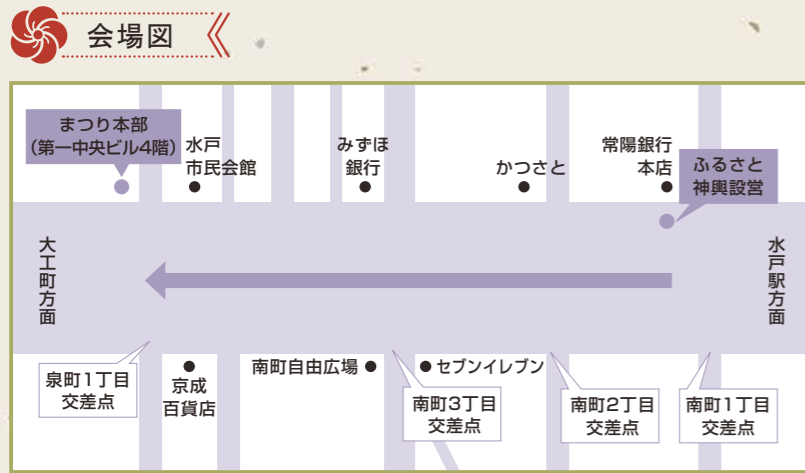 会場図
まつり本部
(第一中央ビル4階)
水戸
市民会館
みずほ
銀行
かつさと
常陽銀行
本店
ふるさと
神輿設営
大工町方面
水戸駅方面
泉町1丁目
交差点
京成
百貨店
南町自由広場
セブンイレブン
南町3丁目
交差点
南町2丁目
交差点
南町1丁目
交差点